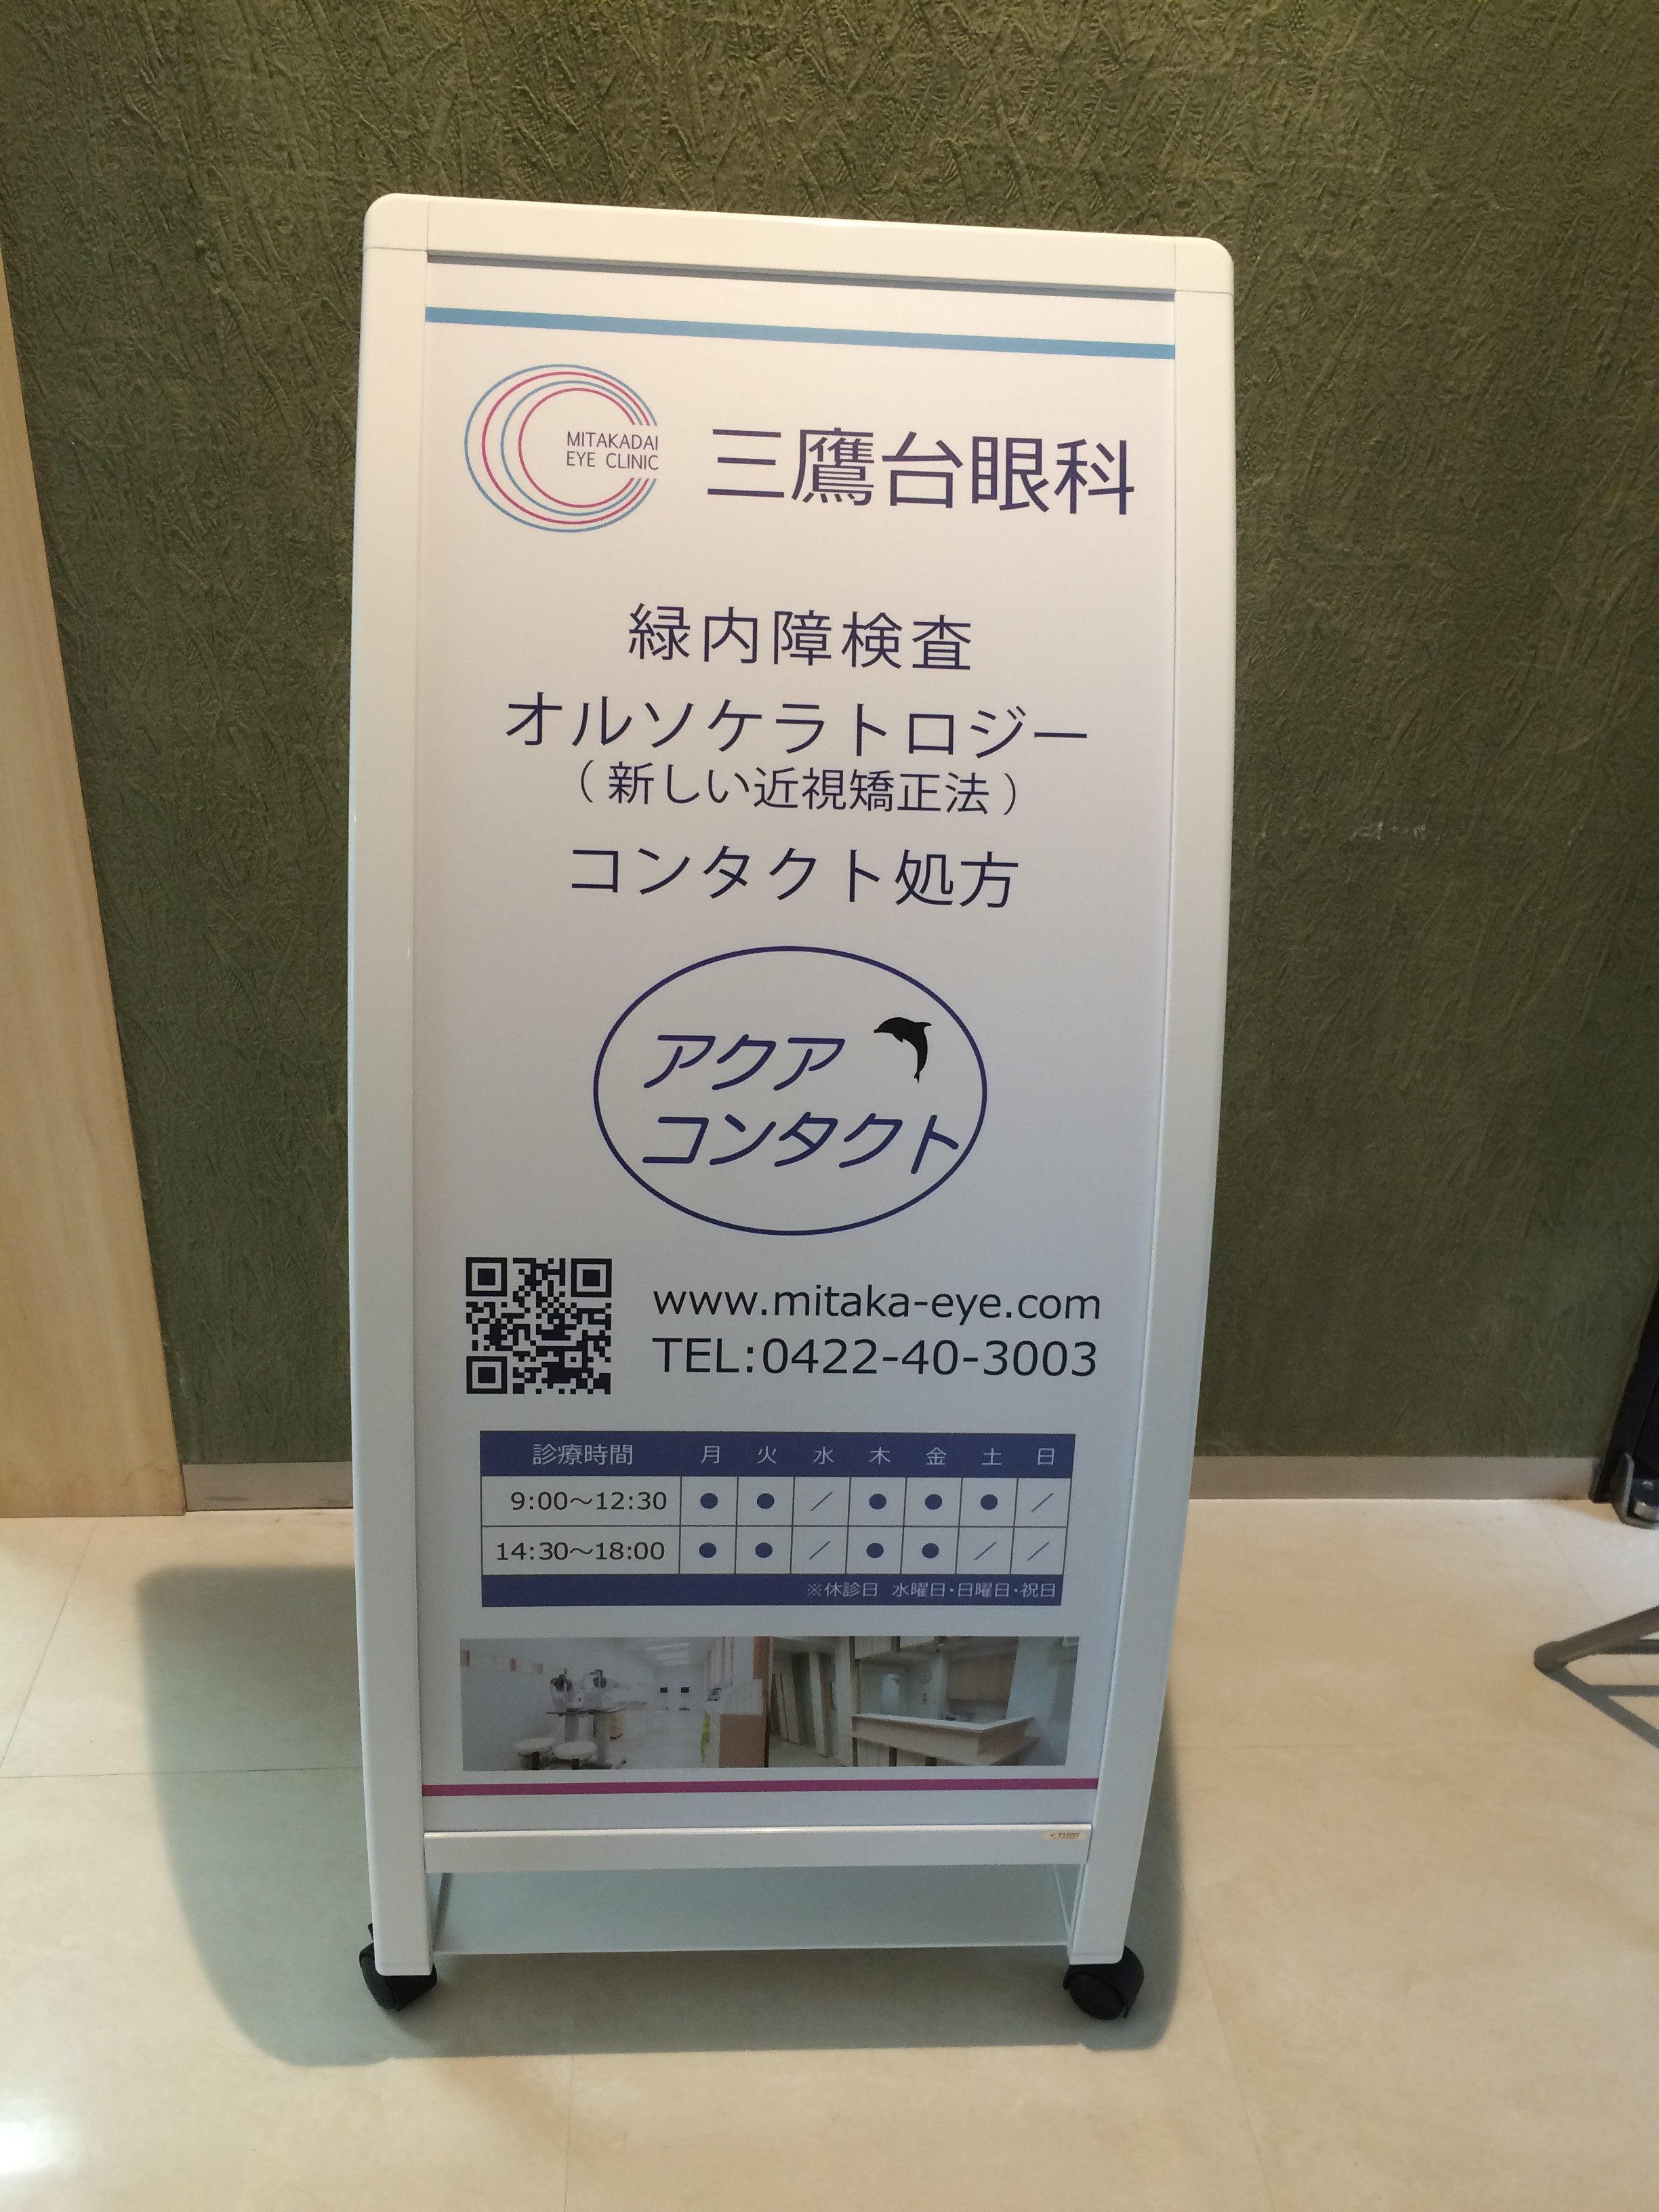 MITAKADAI
EYE CLINIC
三鷹台眼科
緑内障検査
オルソケラトロジー
（新しい近視矯正法）
コンタクト処方
アクア
コンタクト
www.mitaka-eye.com
TEL:0422-40-3003
診療時間 月 火 水 木 金 土 日
9:00～12:30 ● ● ／ ● ● ● ／
14:30～18:00 ● ● ／ ● ● ／ ／
※休診日 水曜日・日曜日・祝日